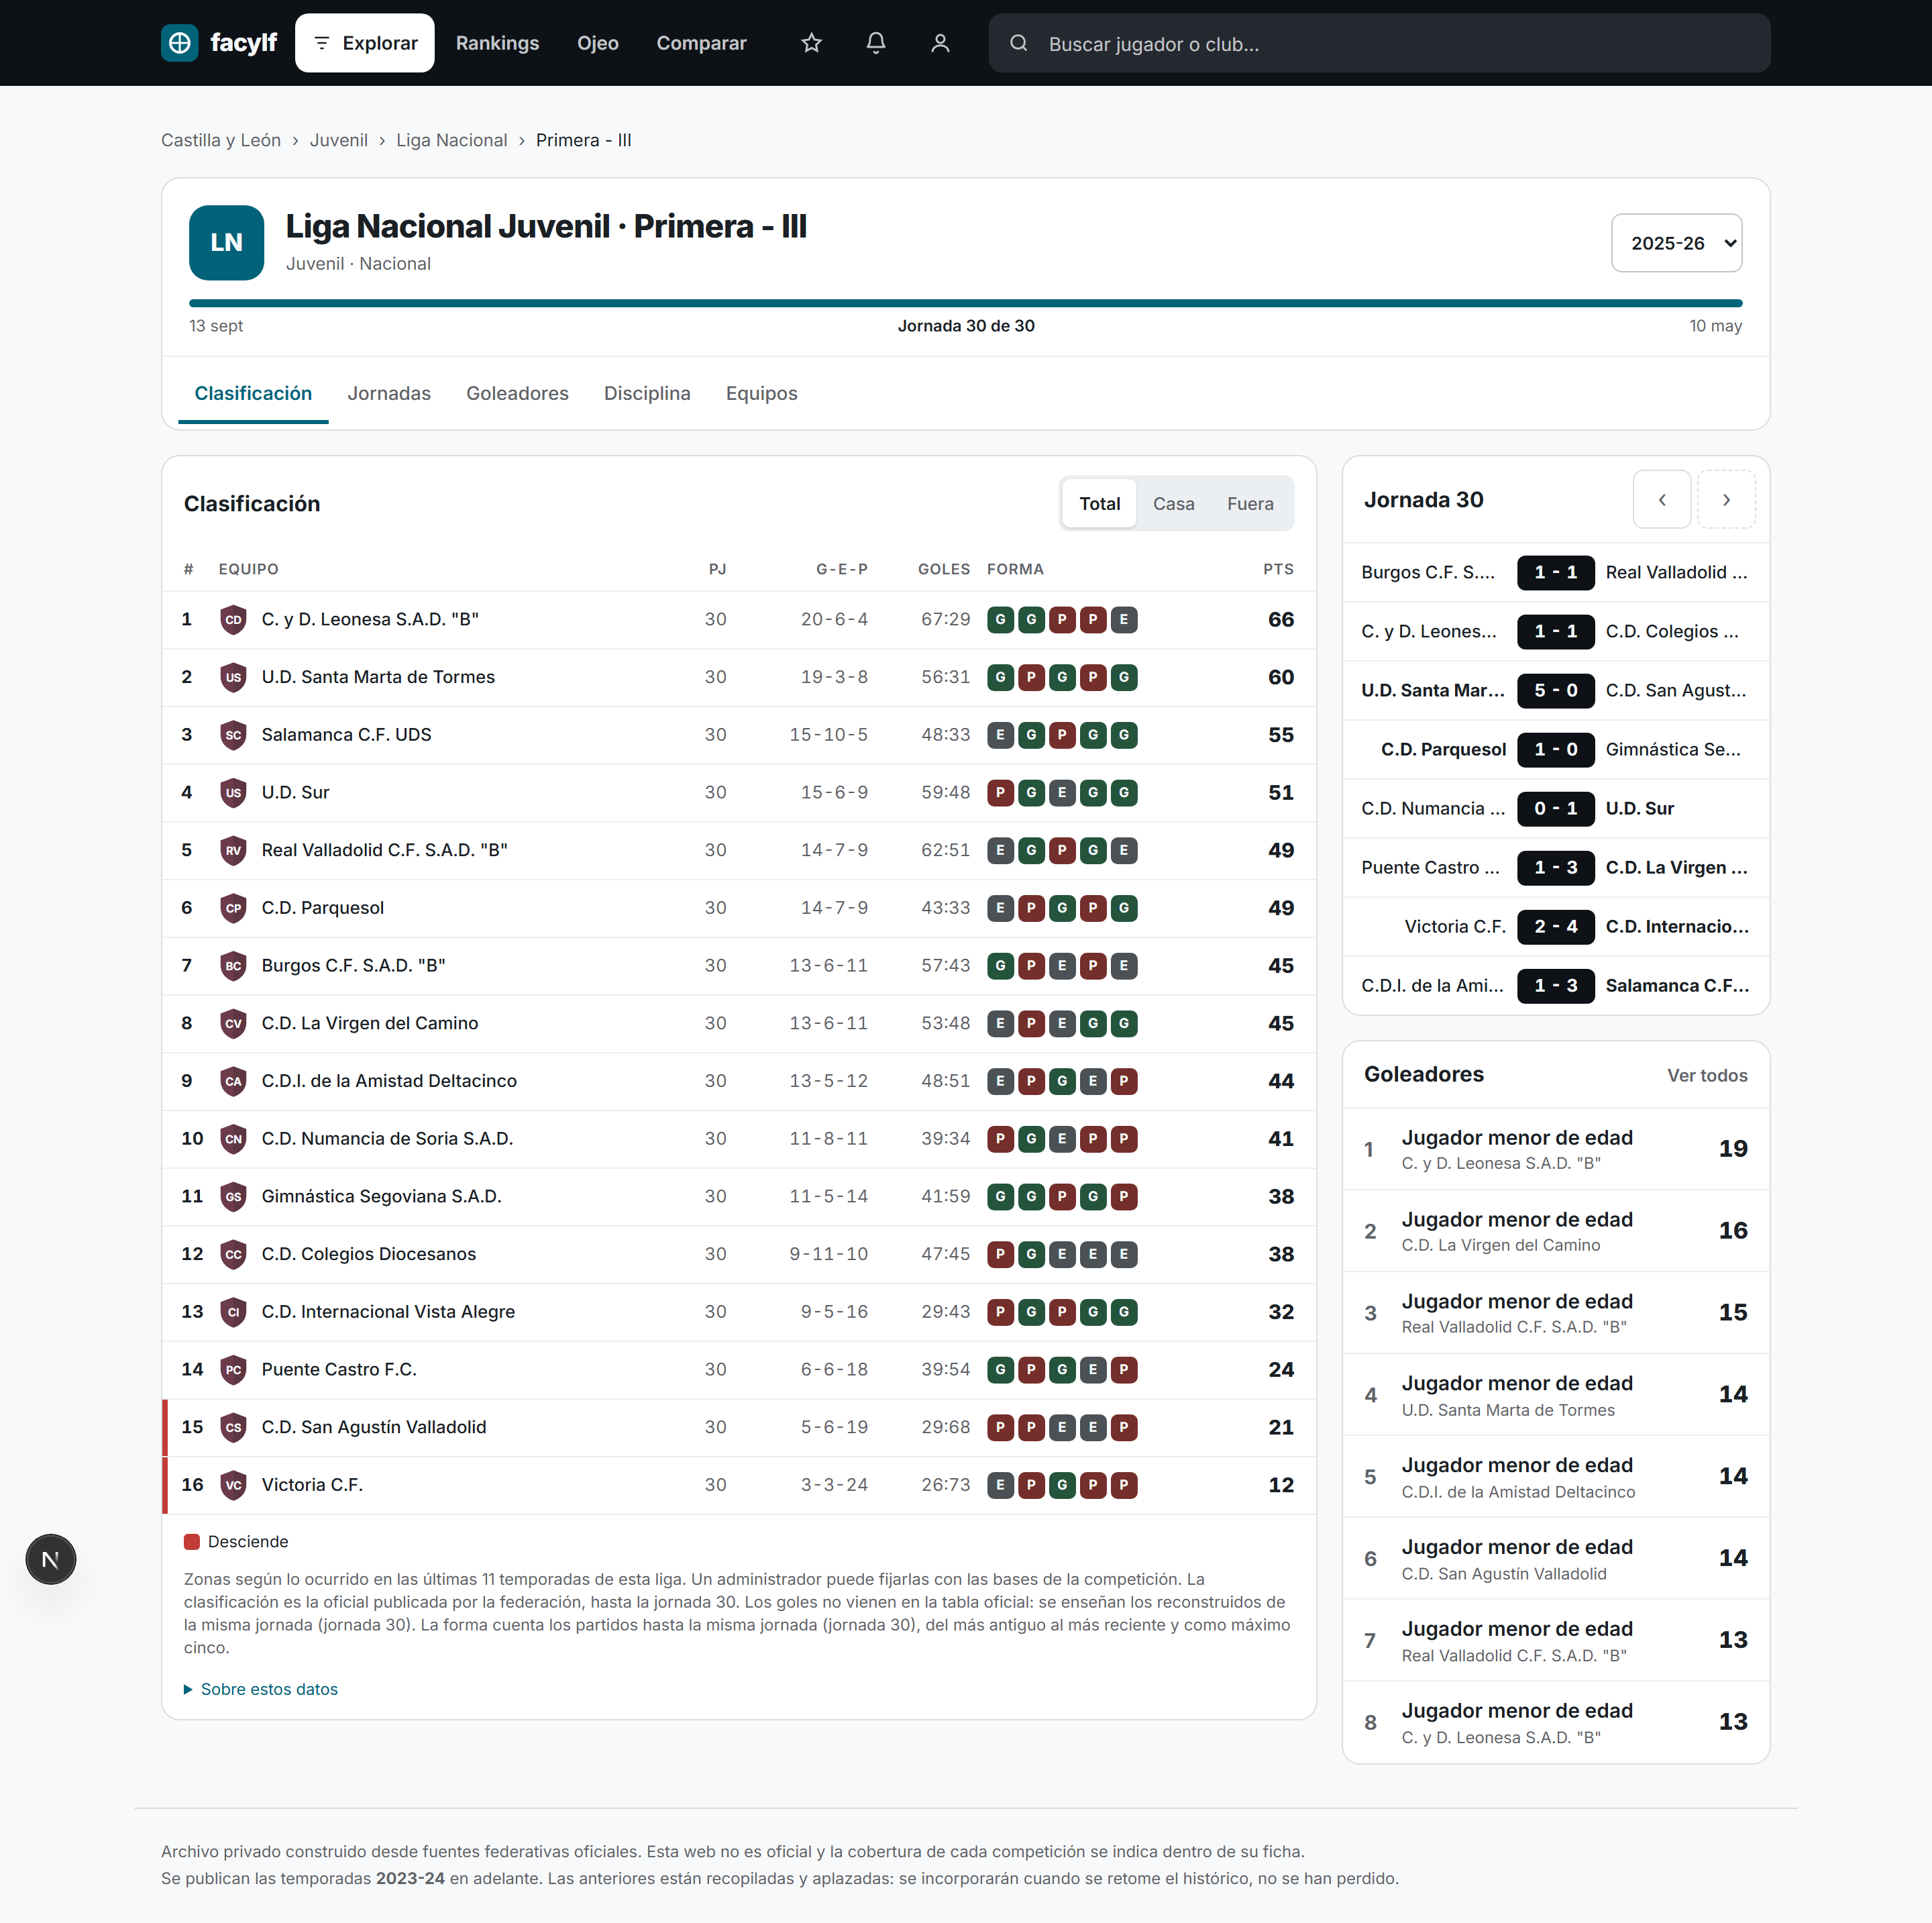 facylf Explorar Rankings Ojeo Comparar Buscar jugador o club...
Castilla y León › Juvenil › Liga Nacional › Primera - III
LN
Liga Nacional Juvenil · Primera - III
Juvenil · Nacional
2025-26
13 sept Jornada 30 de 30 10 may
Clasificación Jornadas Goleadores Disciplina Equipos
Clasificación
Total Casa Fuera
# EQUIPO PJ G-E-P GOLES FORMA PTS
1 CD C. y D. Leonesa S.A.D. "B" 30 20-6-4 67:29 G G P P E 66
2 US U.D. Santa Marta de Tormes 30 19-3-8 56:31 G P G P G 60
3 SC Salamanca C.F. UDS 30 15-10-5 48:33 E G P G G 55
4 US U.D. Sur 30 15-6-9 59:48 P G E G G 51
5 RV Real Valladolid C.F. S.A.D. "B" 30 14-7-9 62:51 E G P G E 49
6 CP C.D. Parquesol 30 14-7-9 43:33 E P G P G 49
7 BC Burgos C.F. S.A.D. "B" 30 13-6-11 57:43 G P E P E 45
8 CV C.D. La Virgen del Camino 30 13-6-11 53:48 E P E G G 45
9 CA C.D.I. de la Amistad Deltacinco 30 13-5-12 48:51 E P G E P 44
10 CN C.D. Numancia de Soria S.A.D. 30 11-8-11 39:34 P G E P P 41
11 GS Gimnástica Segoviana S.A.D. 30 11-5-14 41:59 G G P G P 38
12 CC C.D. Colegios Diocesanos 30 9-11-10 47:45 P G E E E 38
13 CI C.D. Internacional Vista Alegre 30 9-5-16 29:43 P G P G G 32
14 PC Puente Castro F.C. 30 6-6-18 39:54 G P G E P 24
15 CS C.D. San Agustín Valladolid 30 5-6-19 29:68 P P E E P 21
16 VC Victoria C.F. 30 3-3-24 26:73 E P G P P 12
Desciende
Zonas según lo ocurrido en las últimas 11 temporadas de esta liga. Un administrador puede fijarlas con las bases de la competición. La
clasificación es la oficial publicada por la federación, hasta la jornada 30. Los goles no vienen en la tabla oficial: se enseñan los reconstruidos de
la misma jornada (jornada 30). La forma cuenta los partidos hasta la misma jornada (jornada 30), del más antiguo al más reciente y como máximo
cinco.
▶ Sobre estos datos
Jornada 30 ‹ ›
Burgos C.F. S.... 1 - 1 Real Valladolid ...
C. y D. Leones... 1 - 1 C.D. Colegios ...
U.D. Santa Mar... 5 - 0 C.D. San Agust...
C.D. Parquesol 1 - 0 Gimnástica Se...
C.D. Numancia ... 0 - 1 U.D. Sur
Puente Castro ... 1 - 3 C.D. La Virgen ...
Victoria C.F. 2 - 4 C.D. Internacio...
C.D.I. de la Ami... 1 - 3 Salamanca C.F...
Goleadores Ver todos
1 Jugador menor de edad 19
C. y D. Leonesa S.A.D. "B"
2 Jugador menor de edad 16
C.D. La Virgen del Camino
3 Jugador menor de edad 15
Real Valladolid C.F. S.A.D. "B"
4 Jugador menor de edad 14
U.D. Santa Marta de Tormes
5 Jugador menor de edad 14
C.D.I. de la Amistad Deltacinco
6 Jugador menor de edad 14
C.D. San Agustín Valladolid
7 Jugador menor de edad 13
Real Valladolid C.F. S.A.D. "B"
8 Jugador menor de edad 13
C. y D. Leonesa S.A.D. "B"
N
Archivo privado construido desde fuentes federativas oficiales. Esta web no es oficial y la cobertura de cada competición se indica dentro de su ficha.
Se publican las temporadas 2023-24 en adelante. Las anteriores están recopiladas y aplazadas: se incorporarán cuando se retome el histórico, no se han perdido.